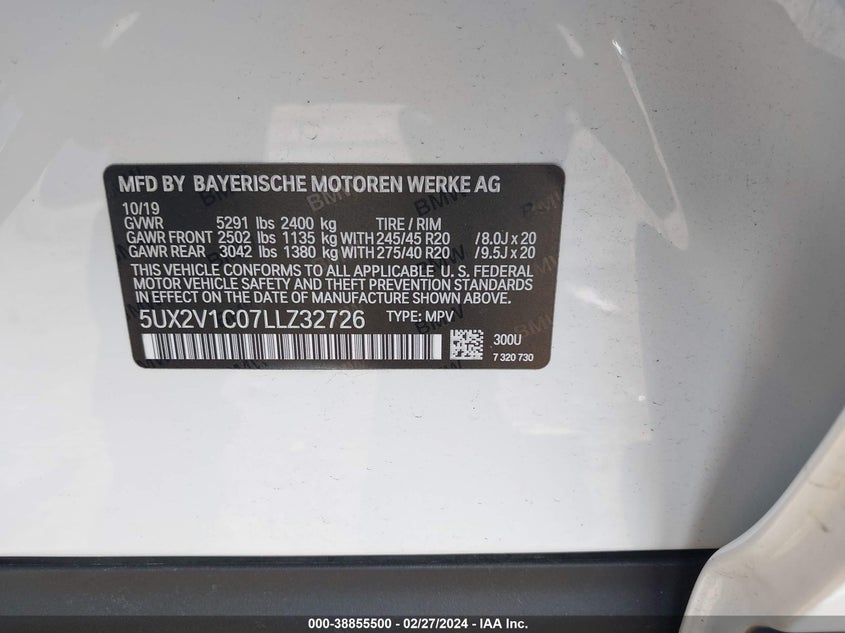 MFD BY BAYERISCHE MOTOREN WERKE AG
10/19
GVWR 5291 lbs 2400 kg TIRE / RIM
GAWR FRONT 2502 lbs 1135 kg WITH 245/45 R20 /8.0J x 20
GAWR REAR 3042 lbs 1380 kg WITH 275/40 R20 /9.5J x 20
THIS VEHICLE CONFORMS TO ALL APPLICABLE U. S. FEDERAL
MOTOR VEHICLE SAFETY AND THEFT PREVENTION STANDARDS
IN EFFECT ON THE DATE OF MANUFACTURE SHOWN ABOVE.
5UX2V1C07LLZ32726 TYPE: MPV
300U
7 320 730
000-38855500 - 02/27/2024 - IAA Inc.